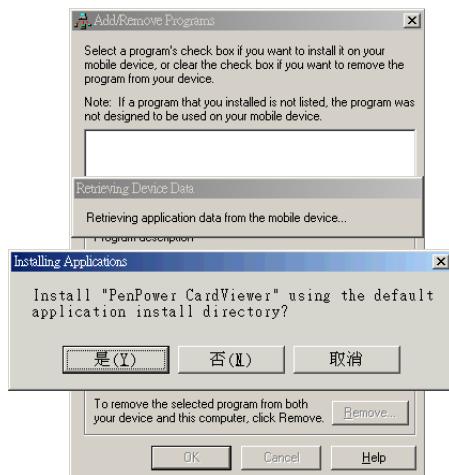 Add/Remove Programs
Select a program's check box if you want to install it on your
mobile device, or clear the check box if you want to remove the
program from your device.
Note: If a program that you installed is not listed, the program was
not designed to be used on your mobile device.
Retrieving Device Data
Retrieving application data from the mobile device...
Program description
Installing Applications
Install "PenPower CardViewer" using the default
application install directory?
是(Y) 否(N) 取消
To remove the selected program from both
your device and this computer, click Remove.
Remove...
OK Cancel Help